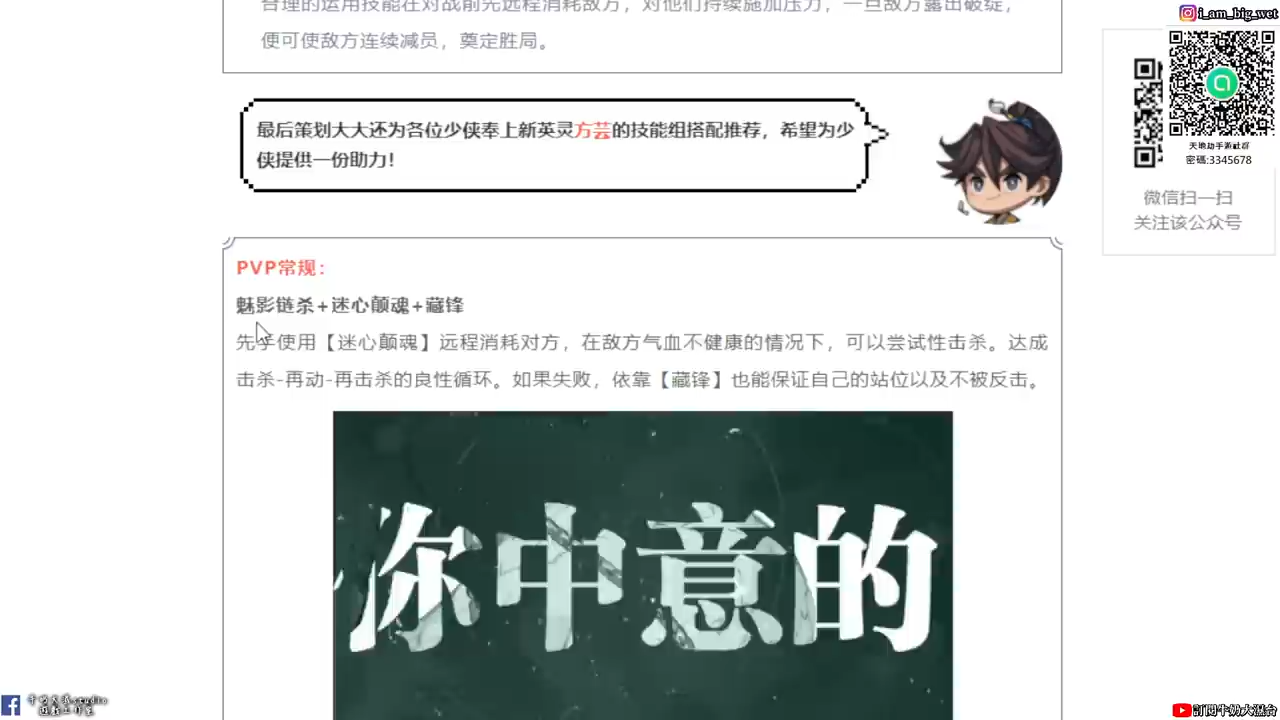 合理的运用技能在对战前先远程消耗敌方，对他们持续施加压力，一旦敌方露出破绽，
便可使敌方连续减员，奠定胜局。
最后策划大大还为各位少侠奉上新英灵方芸的技能组搭配推荐，希望为少
侠提供一份助力！
PVP常规：
魅影链杀+迷心颠魂+藏锋
先手使用【迷心颠魂】远程消耗对方，在敌方气血不健康的情况下，可以尝试性击杀。达成
击杀-再动-再击杀的良性循环。如果失败，依靠【藏锋】也能保证自己的站位以及不被反击。
你中意的
i_am_big_wet
天地劫手游社群
密碼:3345678
微信扫一扫
关注该公众号
訂閱牛奶大混台